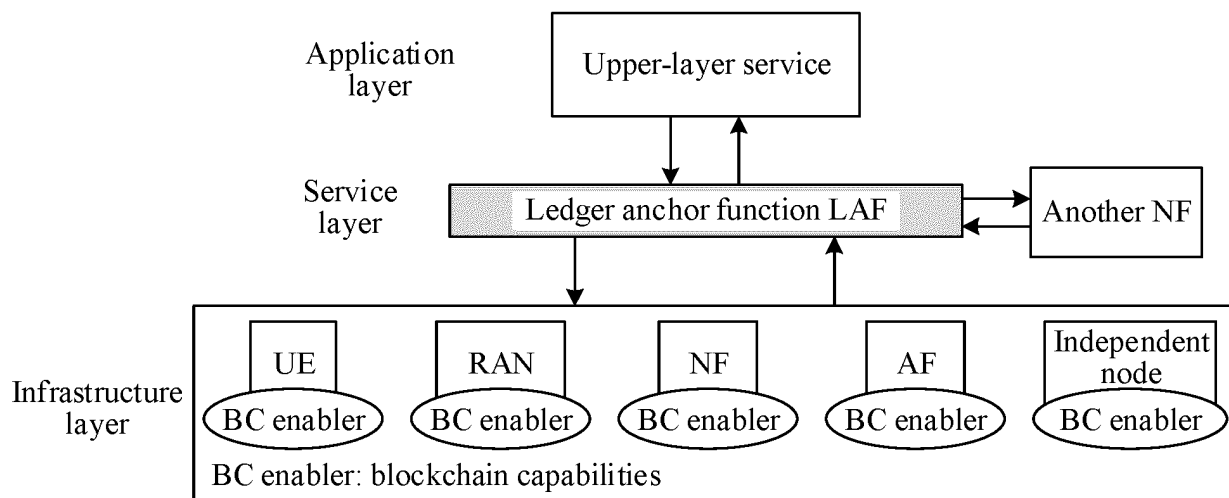 Application
layer
Upper-layer service
Service
layer
Ledger anchor function LAF
Another NF
Infrastructure
layer
UE
BC enabler
RAN
BC enabler
NF
BC enabler
AF
BC enabler
Independent
node
BC enabler
BC enabler: blockchain capabilities